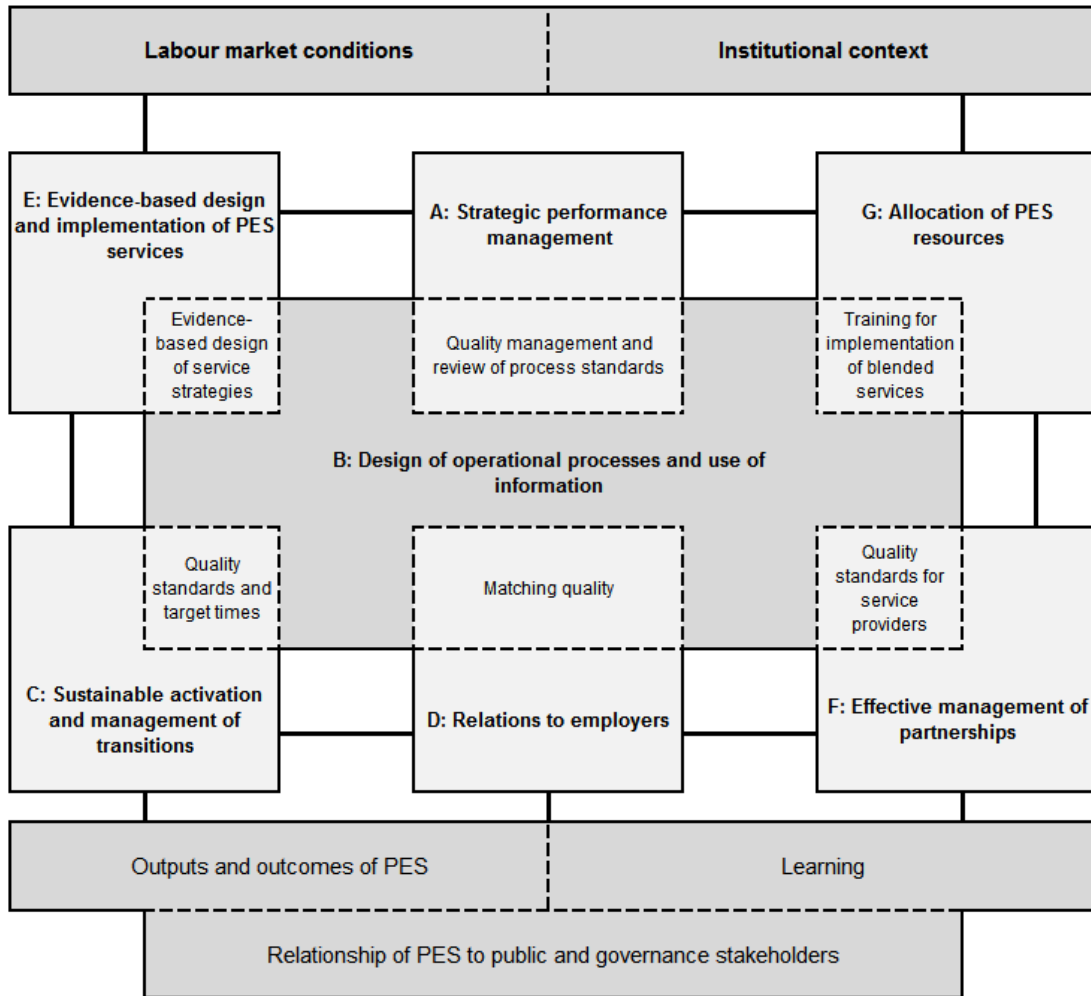 Labour market conditions
Institutional context
E: Evidence-based design
and implementation of PES
services
A: Strategic performance
management
G: Allocation of PES
resources
Evidence-
based design
of service
strategies
Quality management and
review of process standards
Training for
implementation
of blended
services
B: Design of operational processes and use of
information
Quality
standards and
target times
Matching quality
Quality
standards for
service
providers
C: Sustainable activation
and management of
transitions
D: Relations to employers
F: Effective management of
partnerships
Outputs and outcomes of PES
Learning
Relationship of PES to public and governance stakeholders